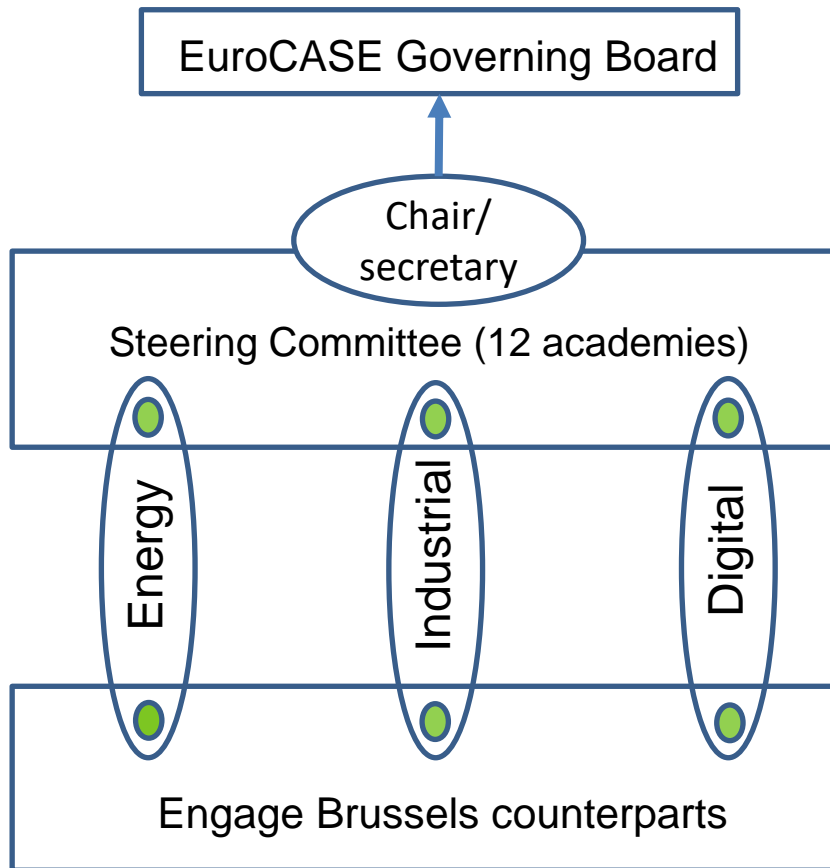 EuroCASE Governing Board
Chair/
secretary
Steering Committee (12 academies)
Energy
Industrial
Digital
Engage Brussels counterparts